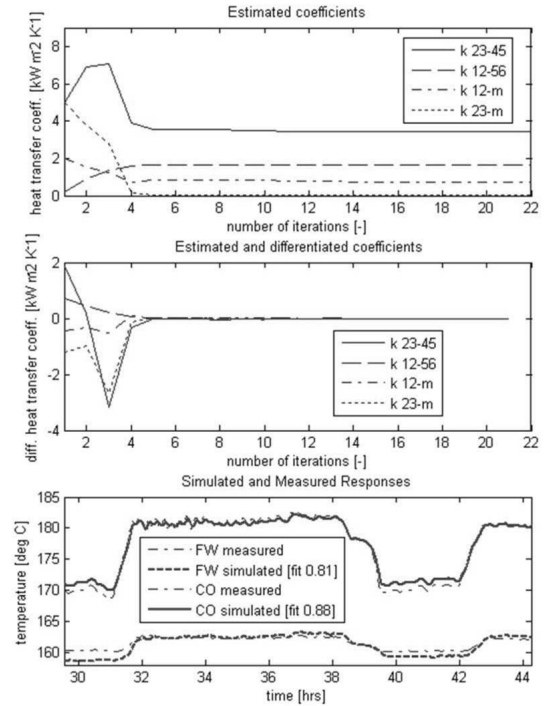 Estimated coefficients
heat transfer coeff. [kW m2 K-1]
8
6
4
2
0
k 23-45
k 12-56
k 12-m
k 23-m
2 4 6 8 10 12 14 16 18 20 22
number of iterations [-]
Estimated and differentiated coefficients
diff. heat transfer coeff. [kW m2 K-1]
2
0
-2
-4
k 23-45
k 12-56
k 12-m
k 23-m
2 4 6 8 10 12 14 16 18 20 22
number of iterations [-]
Simulated and Measured Responses
temperature [deg C]
185
180
175
170
165
160
FW measured
FW simulated [fit 0.81]
CO measured
CO simulated [fit 0.88]
30 32 34 36 38 40 42 44
time [hrs]